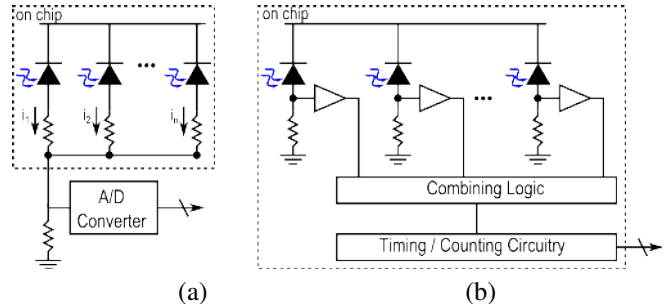 on chip
...
i1 i2 in
A/D
Converter
(a)
on chip
...
Combining Logic
Timing / Counting Circuitry
(b)